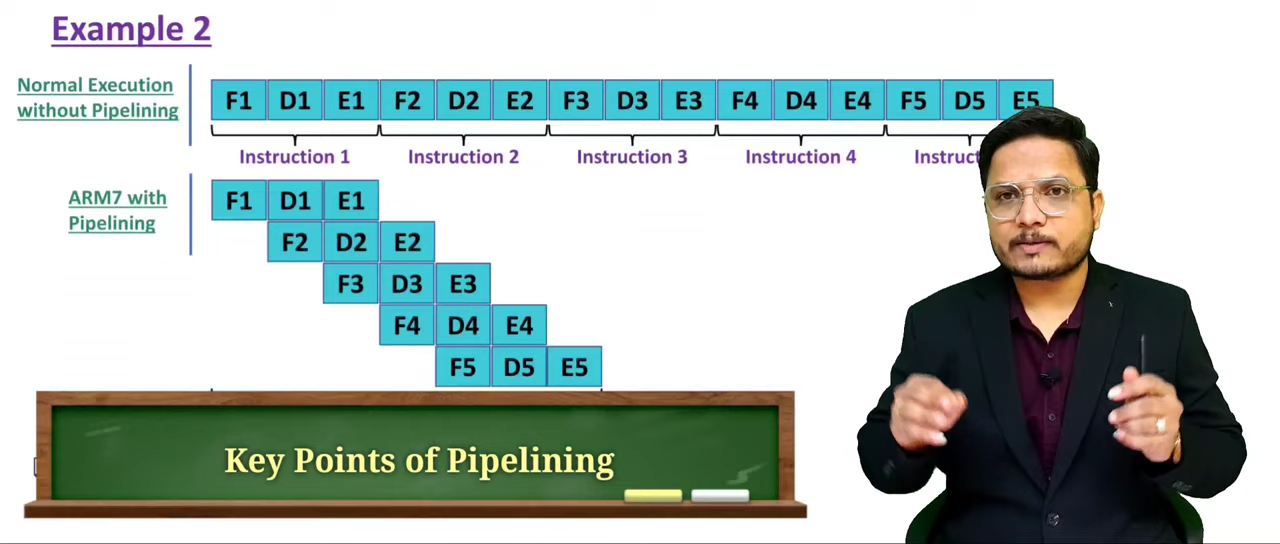 Example 2
Normal Execution
without Pipelining
F1 D1 E1 F2 D2 E2 F3 D3 E3 F4 D4 E4 F5 D5 E5
Instruction 1 Instruction 2 Instruction 3 Instruction 4 Instruct
ARM7 with
Pipelining
F1 D1 E1
F2 D2 E2
F3 D3 E3
F4 D4 E4
F5 D5 E5
Key Points of Pipelining